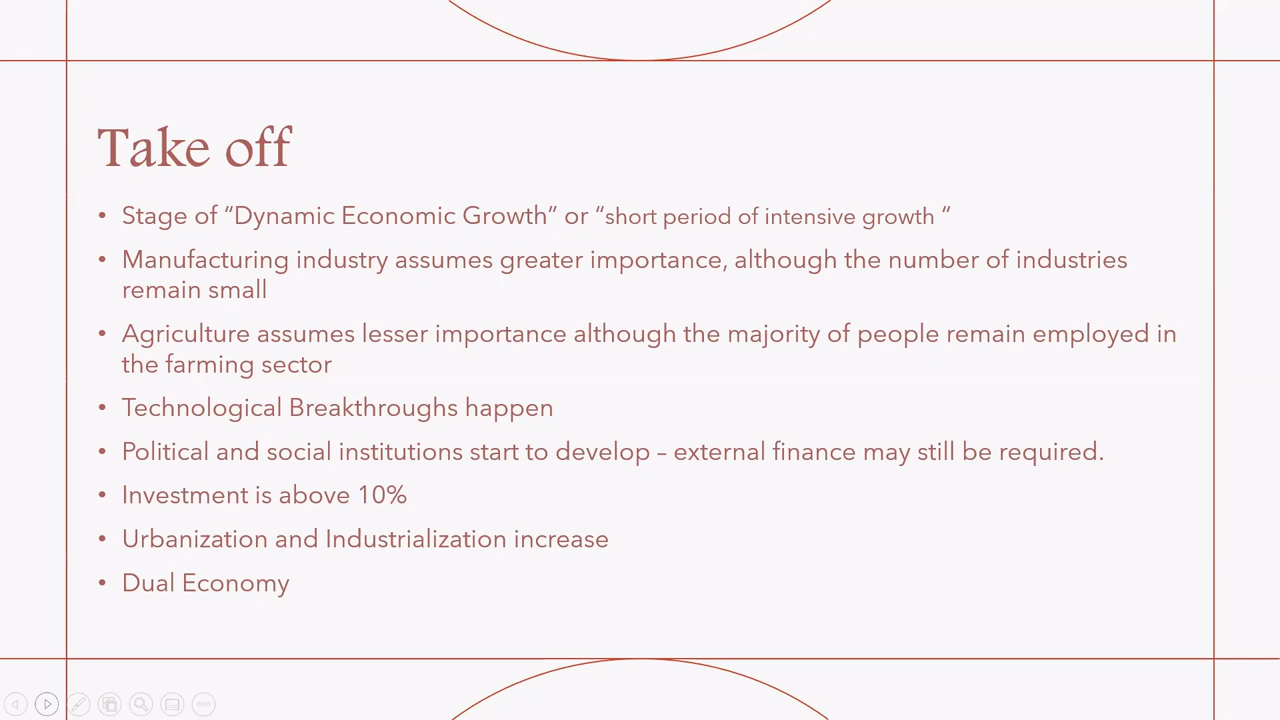 Take off
• Stage of “Dynamic Economic Growth” or “short period of intensive growth “
• Manufacturing industry assumes greater importance, although the number of industries
remain small
• Agriculture assumes lesser importance although the majority of people remain employed in
the farming sector
• Technological Breakthroughs happen
• Political and social institutions start to develop – external finance may still be required.
• Investment is above 10%
• Urbanization and Industrialization increase
• Dual Economy